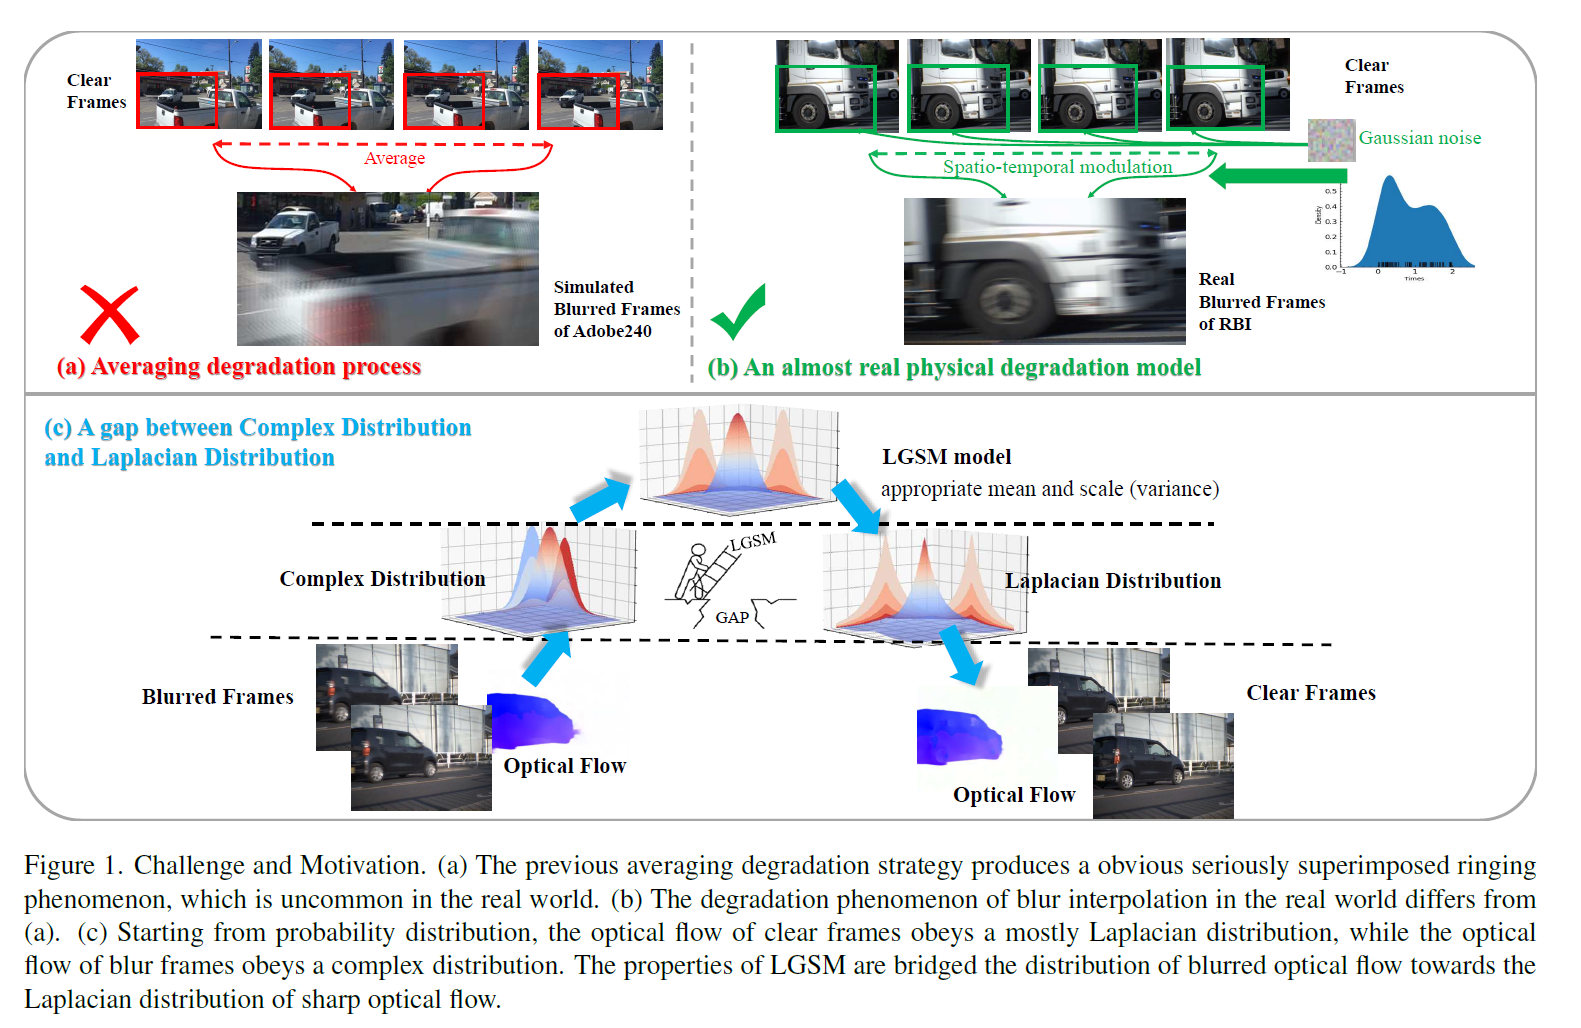 Clear
Frames
Average
Simulated
Blurred Frames
of Adobe240
(a) Averaging degradation process
Clear
Frames
Gaussian noise
Spatio-temporal modulation
Density
0.5
0.4
0.3
0.2
0.1
0.0
−1 0 1 2
Times
Real
Blurred Frames
of RBI
(b) An almost real physical degradation model
(c) A gap between Complex Distribution
and Laplacian Distribution
LGSM model
appropriate mean and scale (variance)
Complex Distribution
LGSM
GAP
Laplacian Distribution
Blurred Frames
Optical Flow
Clear Frames
Optical Flow
Figure 1. Challenge and Motivation. (a) The previous averaging degradation strategy produces a obvious seriously superimposed ringing
phenomenon, which is uncommon in the real world. (b) The degradation phenomenon of blur interpolation in the real world differs from
(a). (c) Starting from probability distribution, the optical flow of clear frames obeys a mostly Laplacian distribution, while the optical
flow of blur frames obeys a complex distribution. The properties of LGSM are bridged the distribution of blurred optical flow towards the
Laplacian distribution of sharp optical flow.